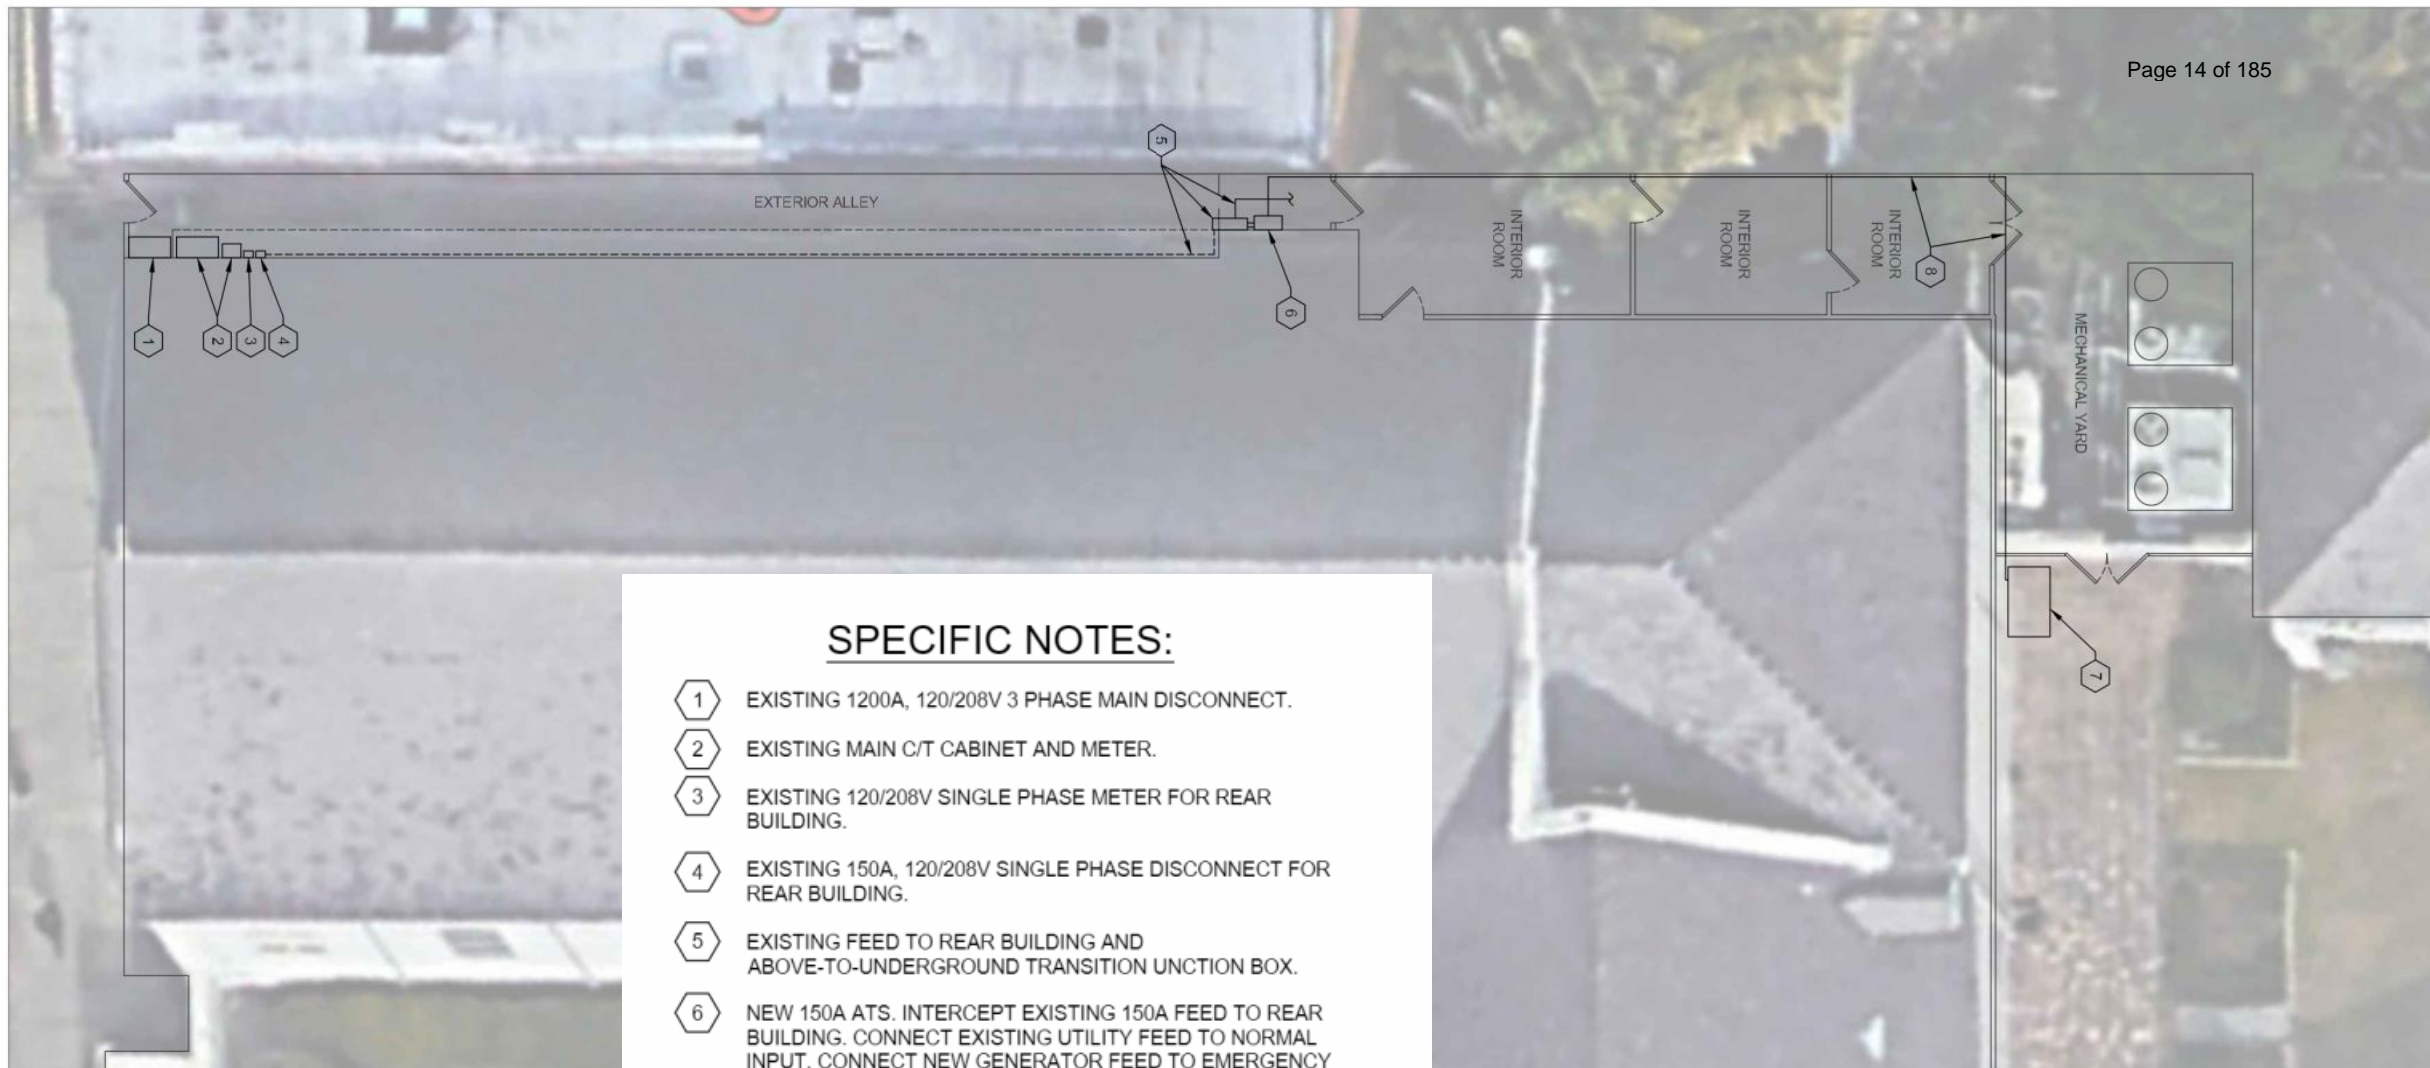 Page 14 of 185
5
EXTERIOR ALLEY
INTERIOR
ROOM
INTERIOR
ROOM
INTERIOR
ROOM
8
6
1
2
3
4
MECHANICAL YARD
7
SPECIFIC NOTES:
1 EXISTING 1200A, 120/208V 3 PHASE MAIN DISCONNECT.
2 EXISTING MAIN C/T CABINET AND METER.
3 EXISTING 120/208V SINGLE PHASE METER FOR REAR
BUILDING.
4 EXISTING 150A, 120/208V SINGLE PHASE DISCONNECT FOR
REAR BUILDING.
5 EXISTING FEED TO REAR BUILDING AND
ABOVE-TO-UNDERGROUND TRANSITION UNCTION BOX.
6 NEW 150A ATS. INTERCEPT EXISTING 150A FEED TO REAR
BUILDING. CONNECT EXISTING UTILITY FEED TO NORMAL
INPUT. CONNECT NEW GENERATOR FEED TO EMERGENCY